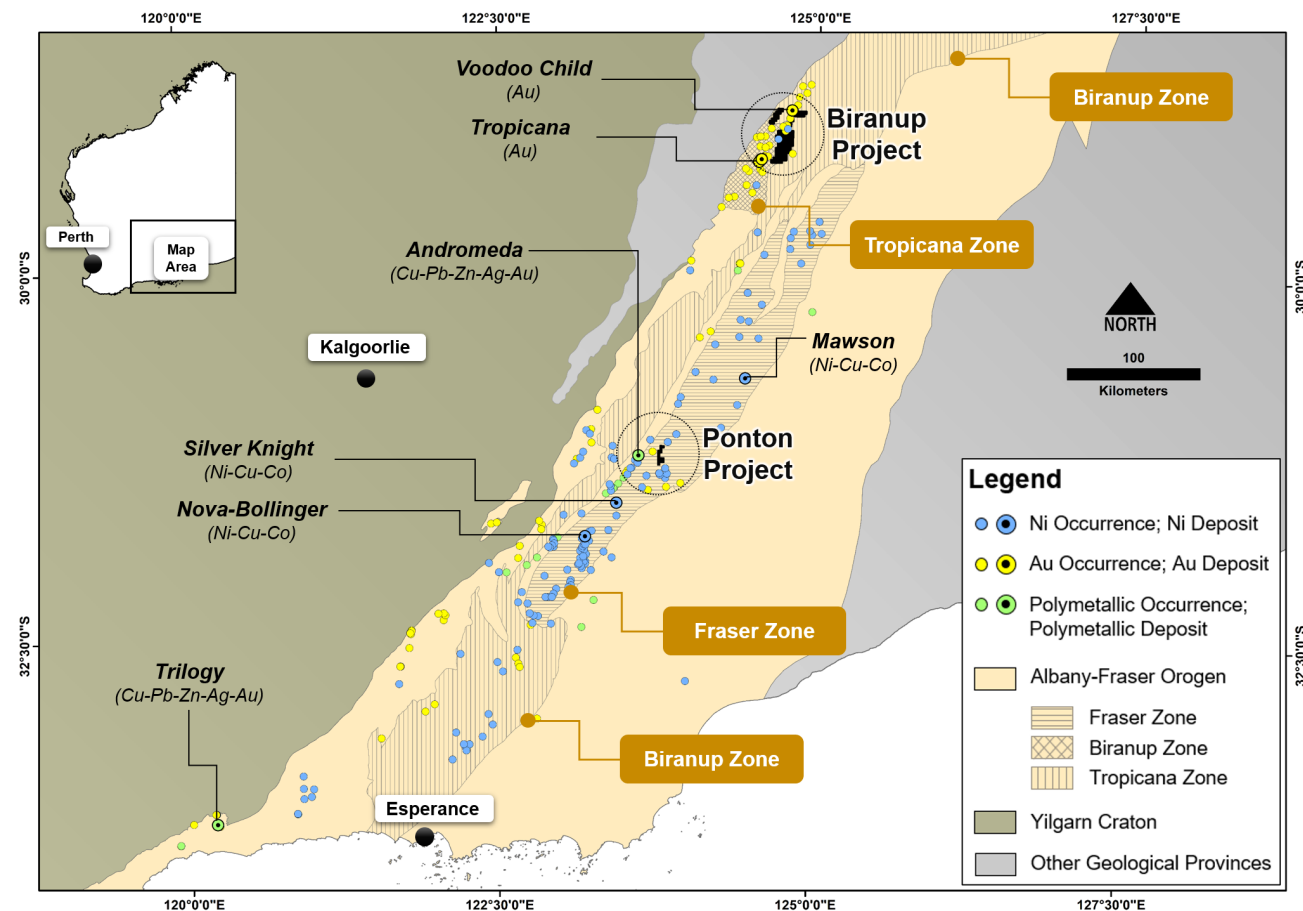 120°0'0"E
122°30'0"E
125°0'0"E
127°30'0"E
Voodoo Child
(Au)
Tropicana
(Au)
Biranup
Project
Biranup Zone
Perth
Map
Area
Andromeda
(Cu-Pb-Zn-Ag-Au)
Tropicana Zone
30°0'0"S
30°0'0"S
NORTH
100
Kilometers
Kalgoorlie
Mawson
(Ni-Cu-Co)
Silver Knight
(Ni-Cu-Co)
Ponton
Project
Nova-Bollinger
(Ni-Cu-Co)
Fraser Zone
32°30'0"S
32°30'0"S
Trilogy
(Cu-Pb-Zn-Ag-Au)
Biranup Zone
Esperance
Legend
Ni Occurrence; Ni Deposit
Au Occurrence; Au Deposit
Polymetallic Occurrence;
Polymetallic Deposit
Albany-Fraser Orogen
Fraser Zone
Biranup Zone
Tropicana Zone
Yilgarn Craton
Other Geological Provinces
120°0'0"E
122°30'0"E
125°0'0"E
127°30'0"E